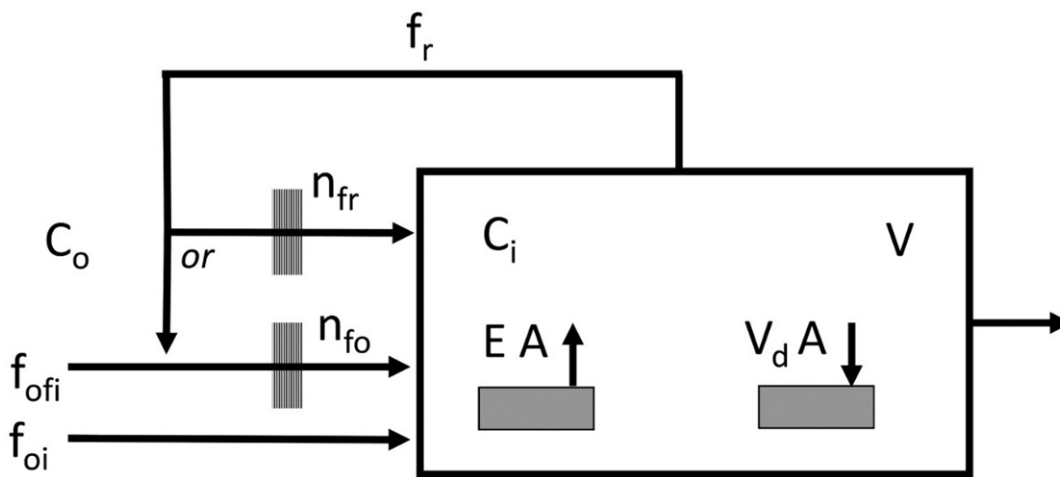 f_r
n_fr
C_o
or
C_i
V
n_fo
E A
V_d A
f_ofi
f_oi